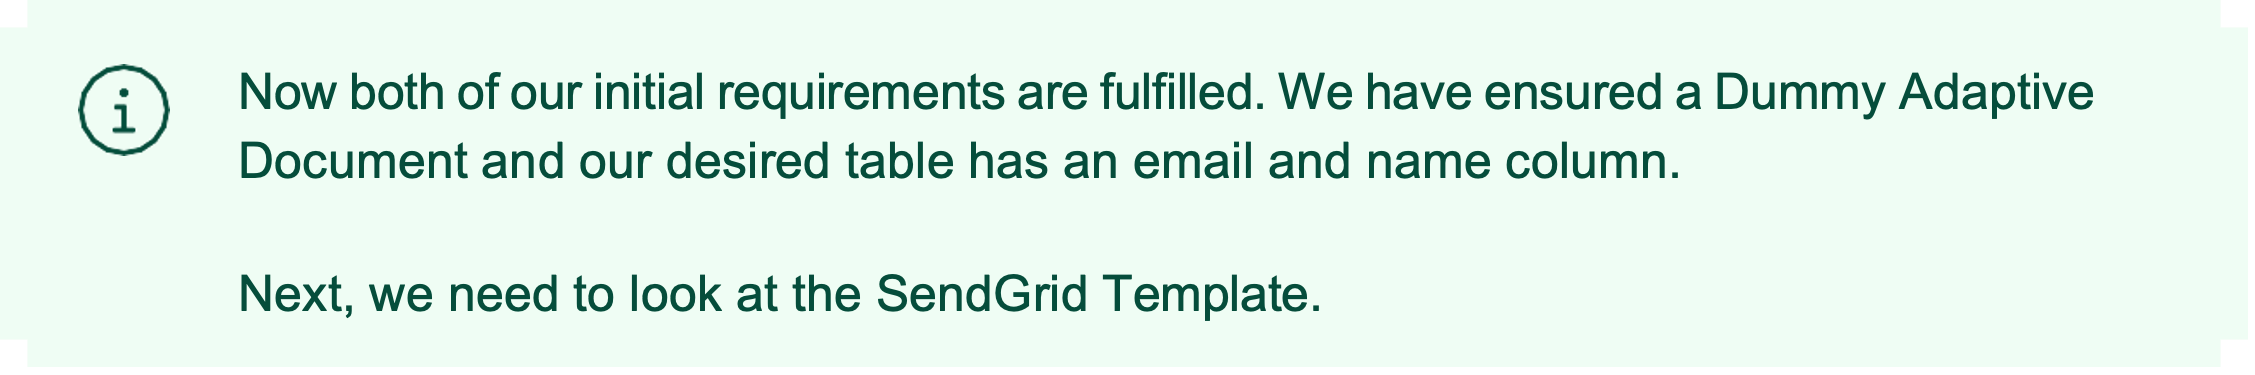 Now both of our initial requirements are fulfilled. We have ensured a Dummy Adaptive
Document and our desired table has an email and name column.
Next, we need to look at the SendGrid Template.